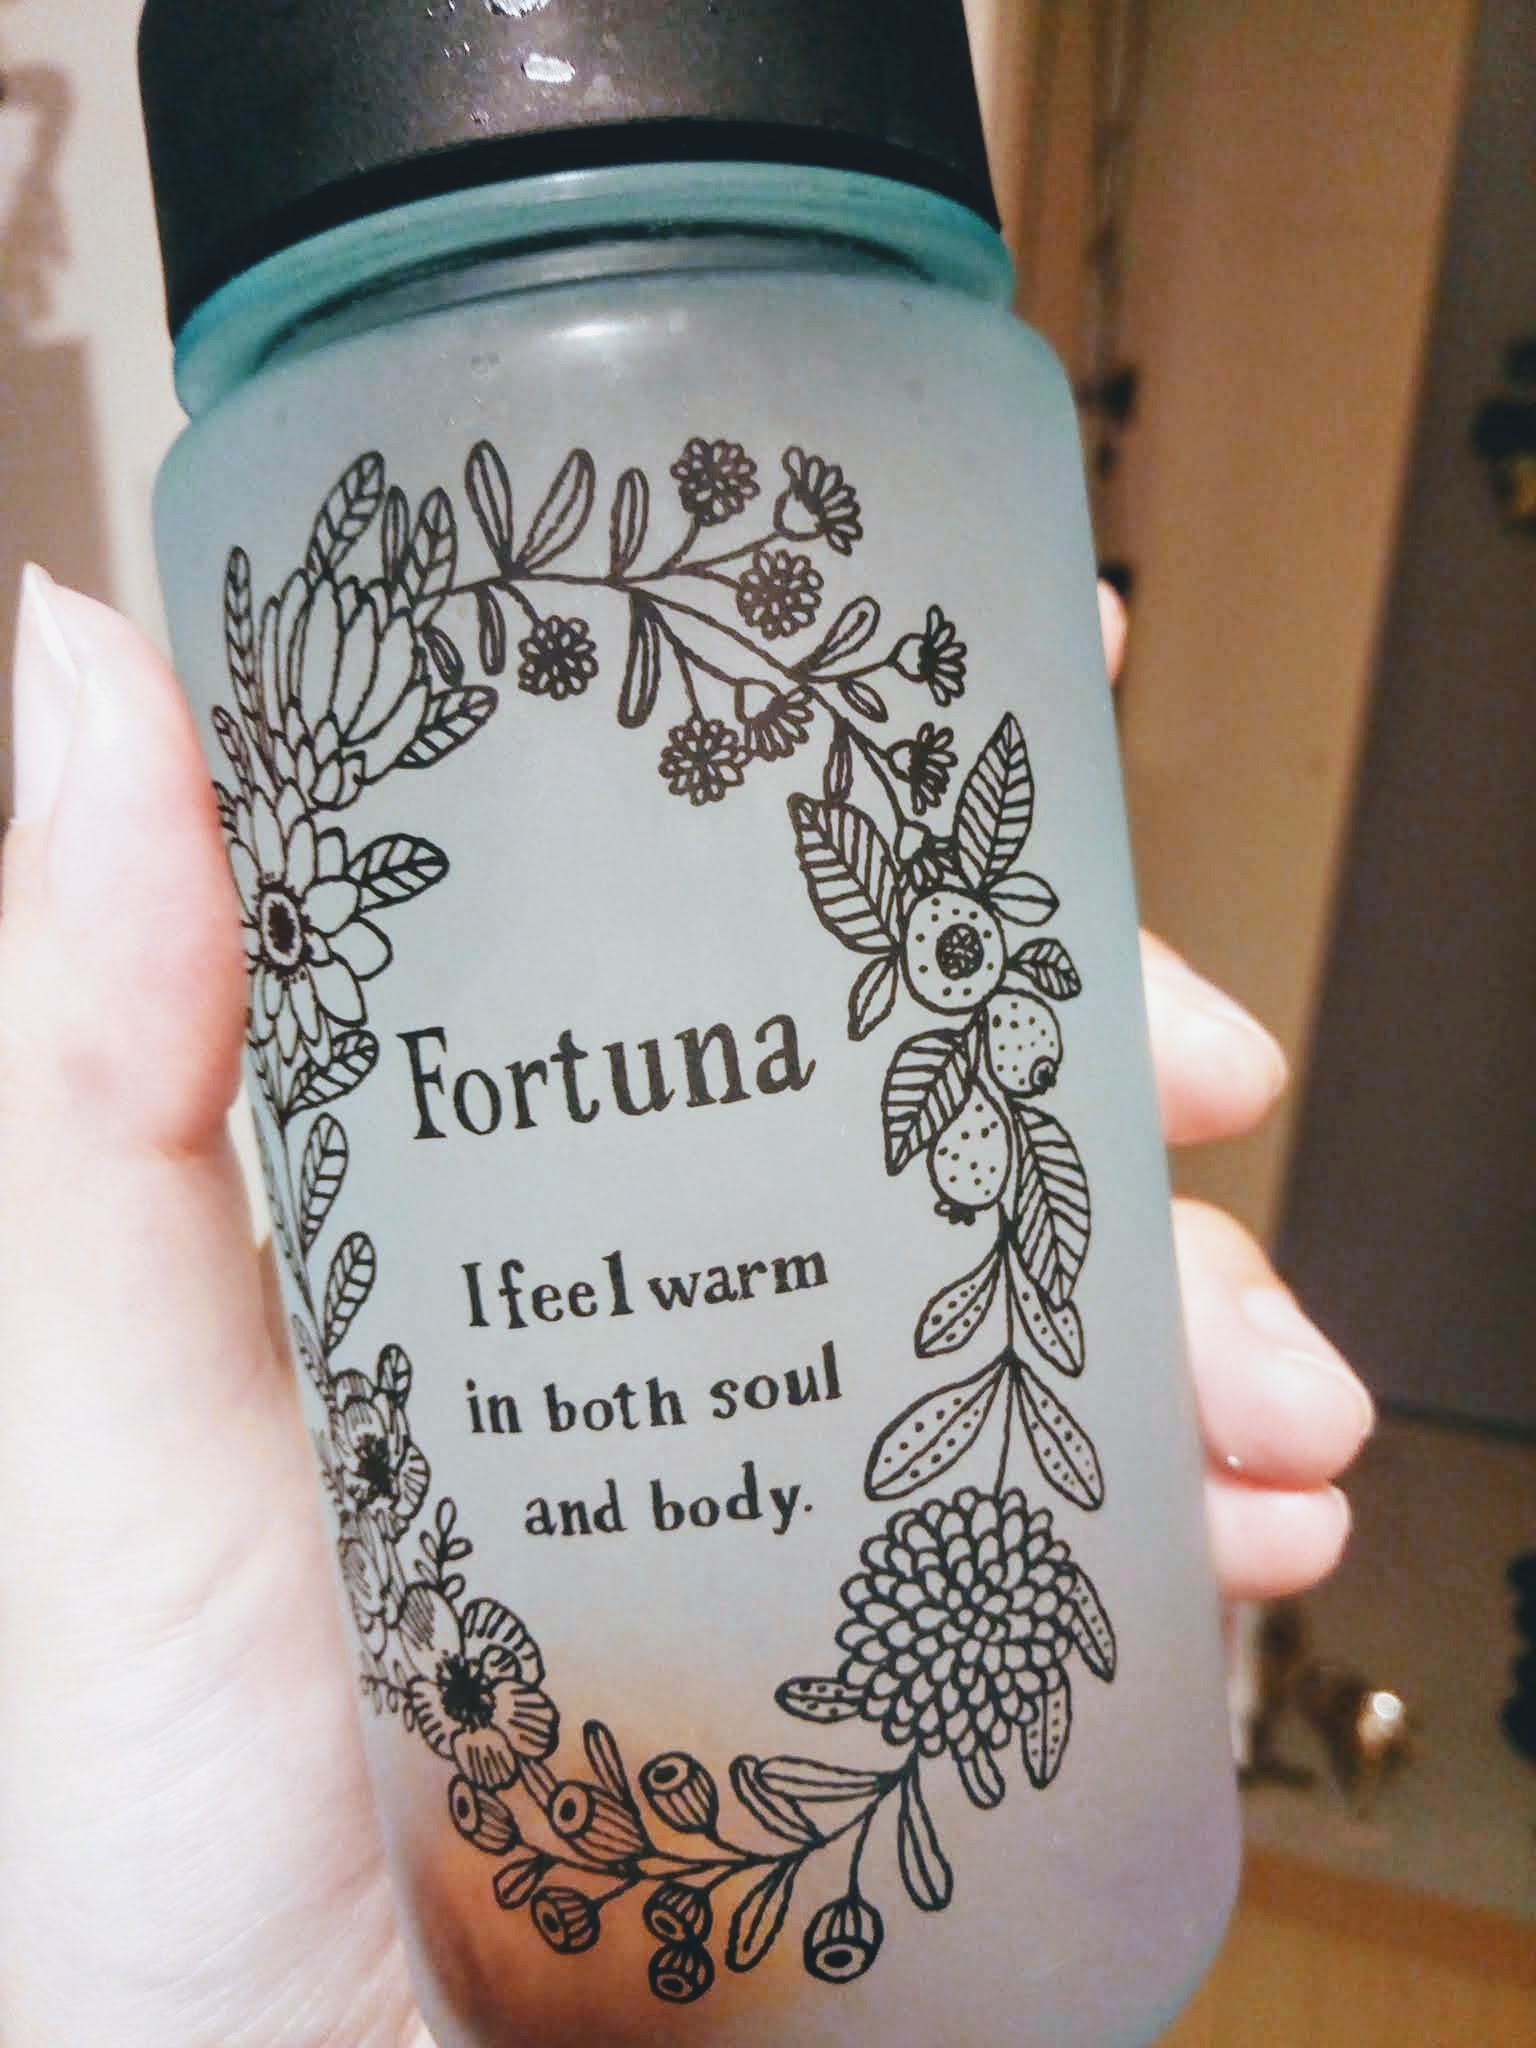 Fortuna
I feel warm
in both soul
and body.